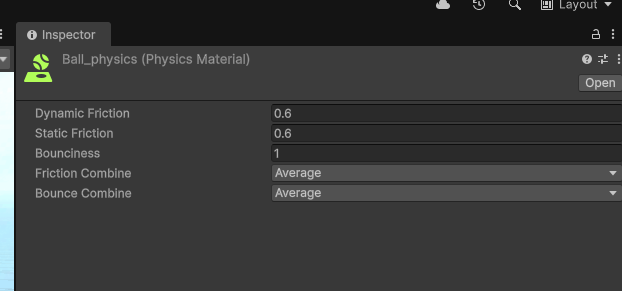 Layout
Inspector
Ball_physics (Physics Material)
Open
Dynamic Friction 0.6
Static Friction 0.6
Bounciness 1
Friction Combine Average
Bounce Combine Average